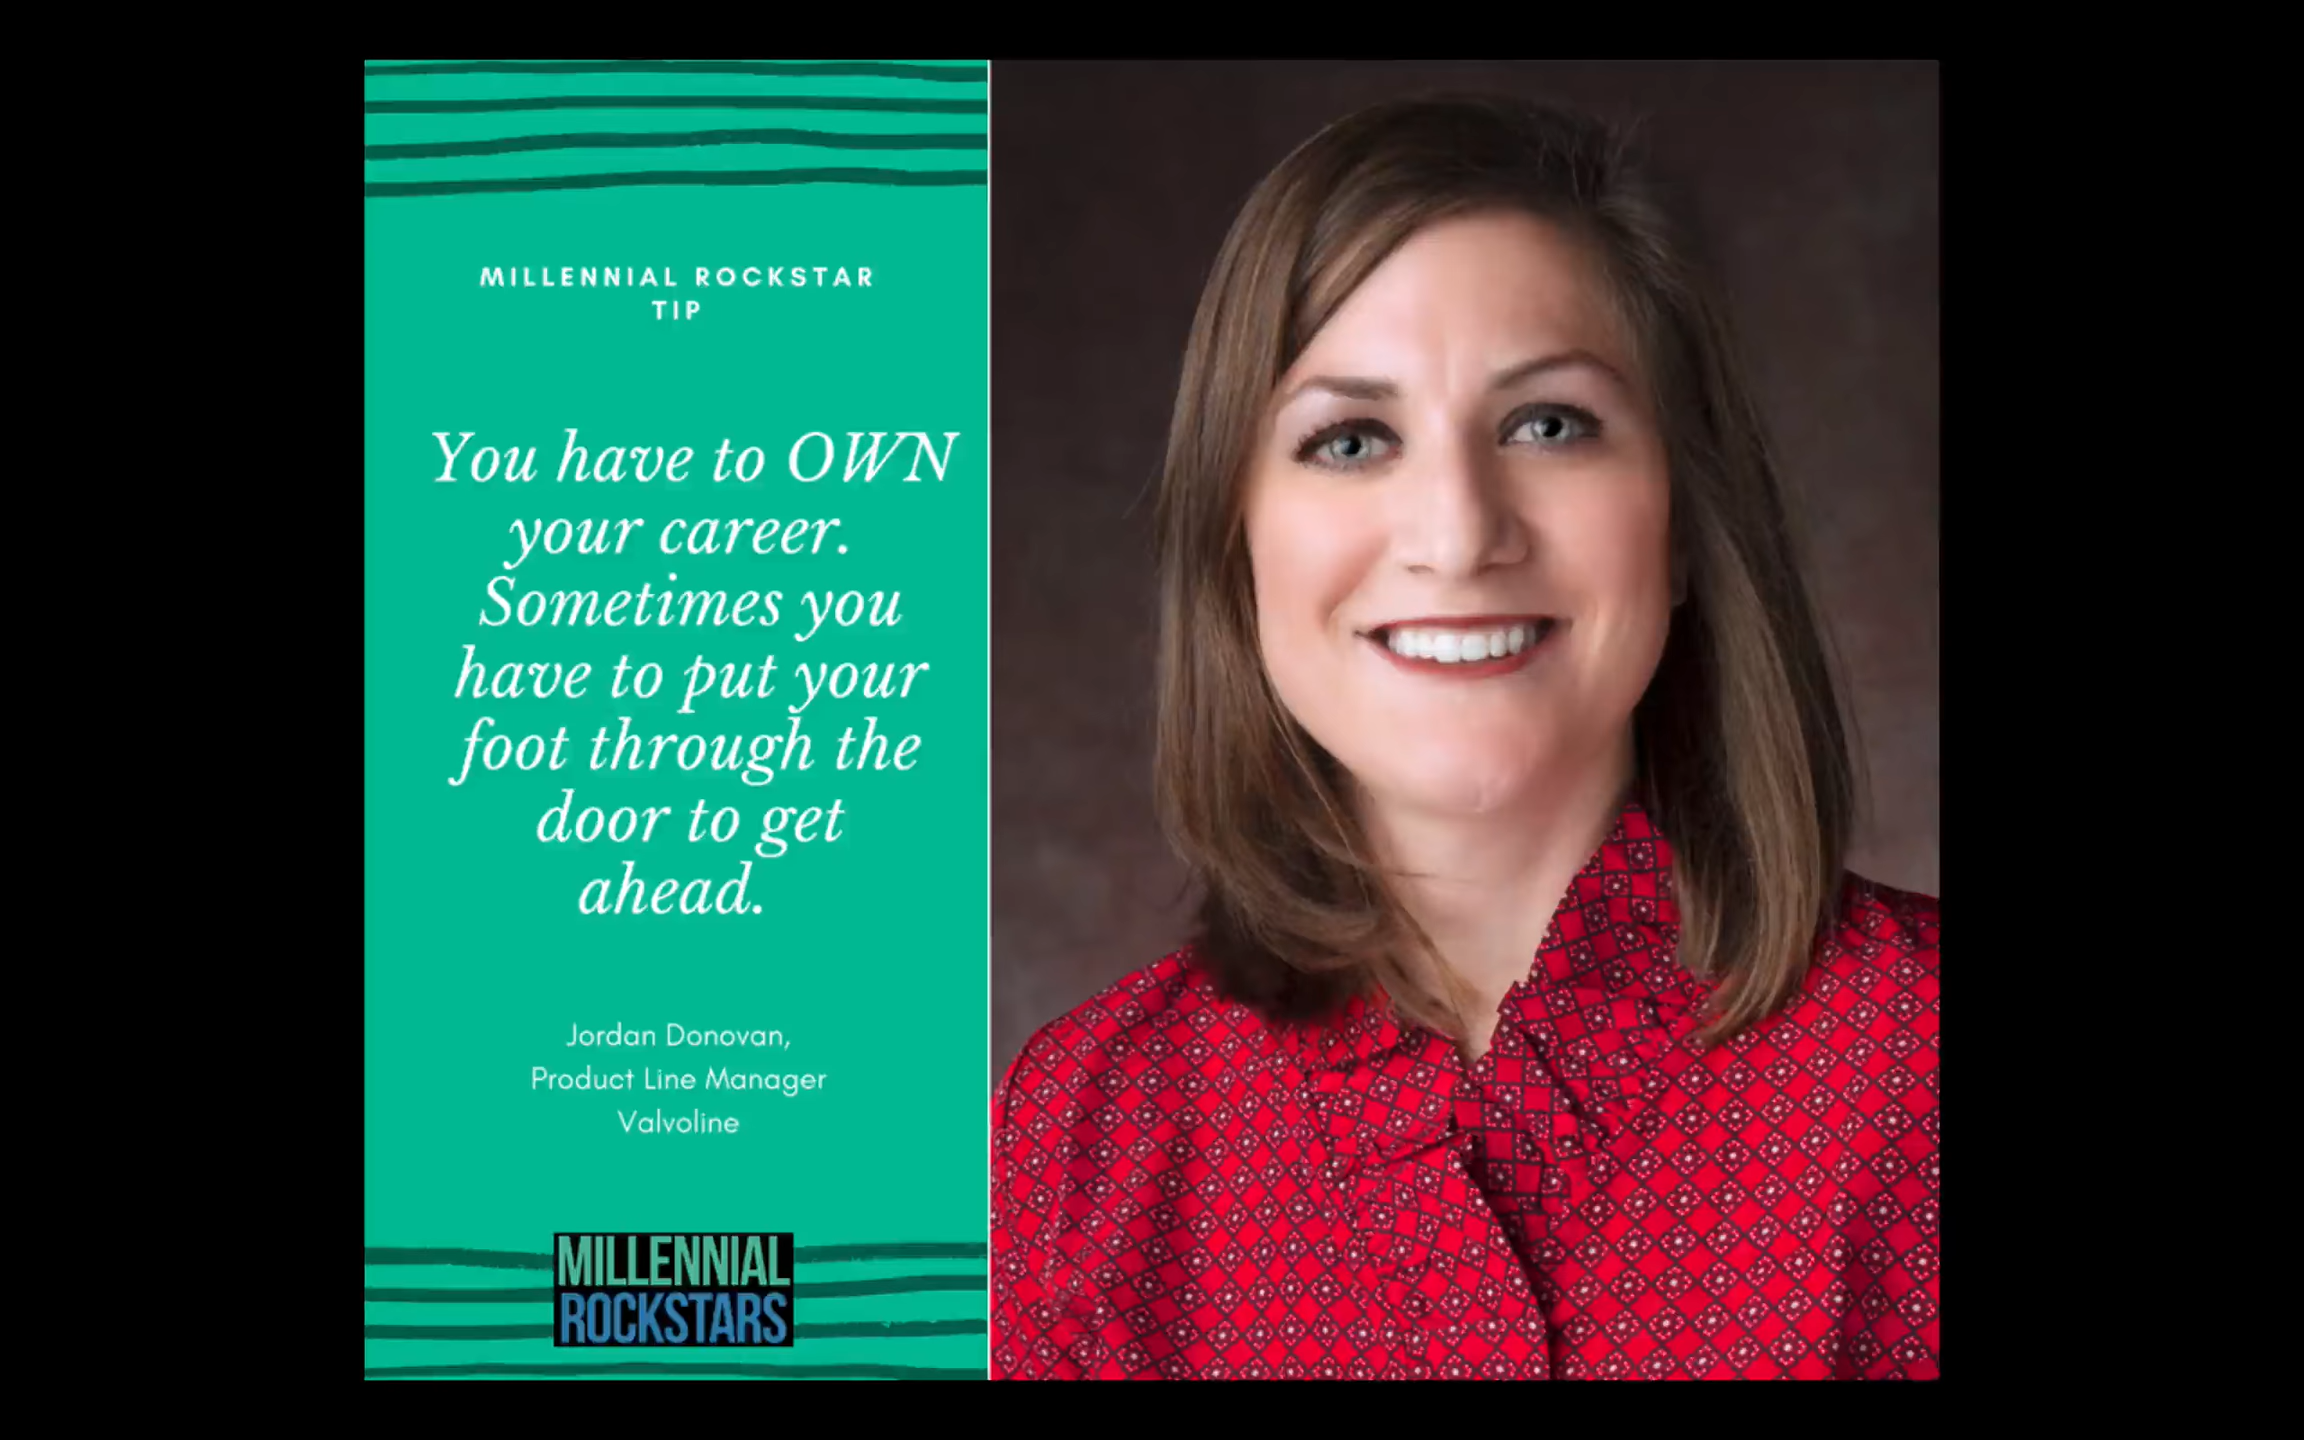 MILLENNIAL ROCKSTAR
TIP
You have to OWN
your career.
Sometimes you
have to put your
foot through the
door to get
ahead.
Jordan Donovan,
Product Line Manager
Valvoline
MILLENNIAL
ROCKSTARS